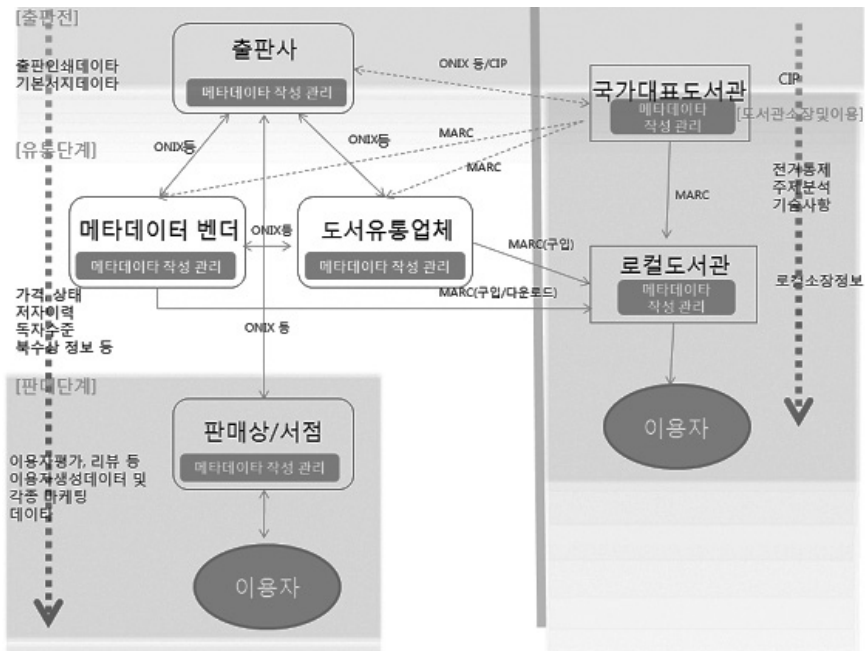 [출판전]
출판사
메타데이타 작성 관리
출판인쇄데이타
기본서지데이타
ONIX 등/CIP
국가대표도서관
메타데이타
작성 관리
CIP
[도서관소장및이용]
[유통단계]
ONIX등
ONIX등
MARC
MARC
MARC
전거통제
주제분석
기술사항
메타데이터 벤더
메타데이타 작성 관리
ONIX등
도서유통업체
메타데이타 작성 관리
MARC(구입)
MARC(구입/다운로드)
로컬도서관
메타데이타
작성 관리
로컬소장정보
가격, 상태
저자이력
독자수준
북수상 정보 등
ONIX 등
[판매단계]
판매상/서점
메타데이타 작성 관리
이용자평가, 리뷰 등
이용자생성데이터 및
각종 마케팅
데이타
이용자
이용자